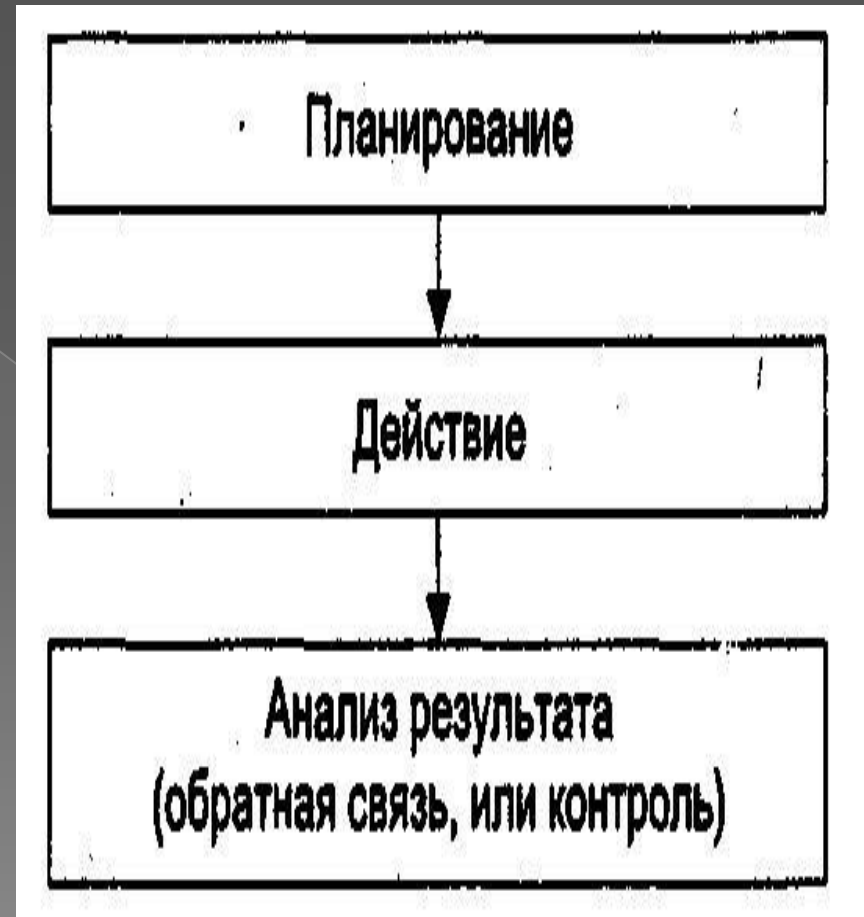 Планирование
Действие
Анализ результата
(обратная связь, или контроль)